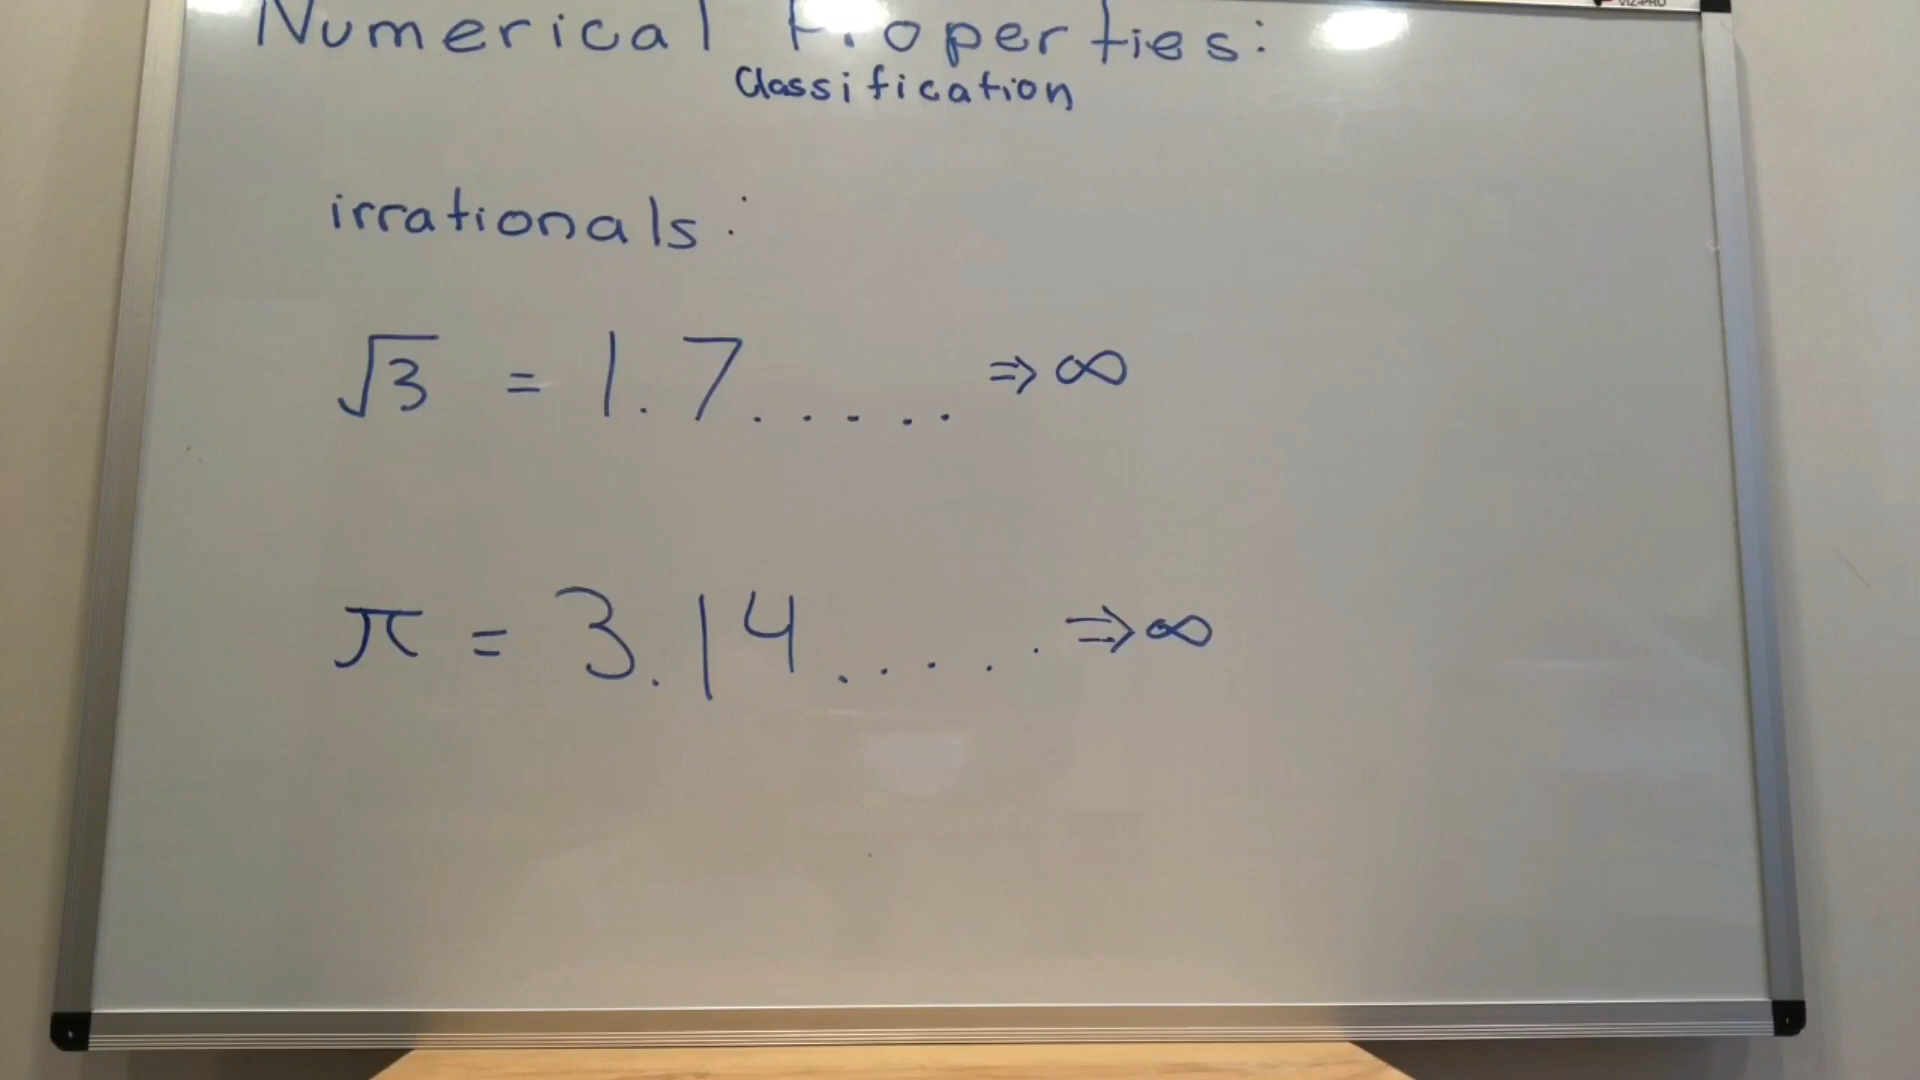 Numerical Properties:
Classification
irrationals:
√3 = 1.7..... ⇒ ∞
π = 3.14..... ⇒ ∞